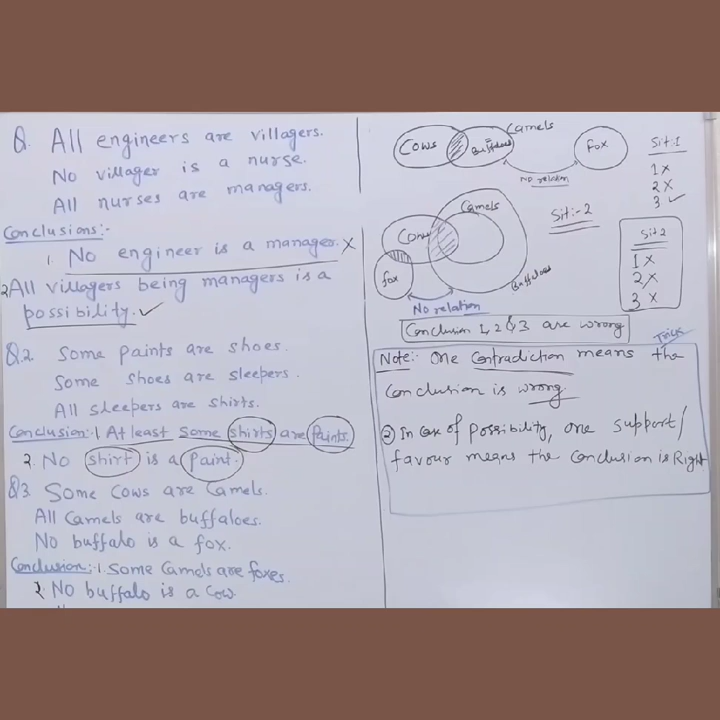 Q. All engineers are villagers.
No villager is a nurse.
All nurses are managers.
Conclusions:-
1. No engineer is a manager. X
2. All villagers being managers is a
possibility. ✓
Q.2 Some paints are shoes.
Some shoes are sleepers.
All sleepers are shirts.
Conclusion: 1. At least some shirts are paints.
2. No shirt is a paint.
Q3 Some cows are camels.
All camels are buffaloes.
No buffalo is a fox.
Conclusion:- 1. Some camels are foxes.
2. No buffalo is a cow.
Camels
Cows
Buffaloes
Fox
No relation
Sit:1
1 X
2 X
3 ✓
Camels
Cows
Fox
Buffaloes
No relation
Sit:-2
Sit 2
1 X
2 X
3 X
Conclusion 1, 2 & 3 are wrong
Trick
Note:- One Contradiction means the
Conclusion is wrong.
② In case of possibility, one support/
favour means the conclusion is Right